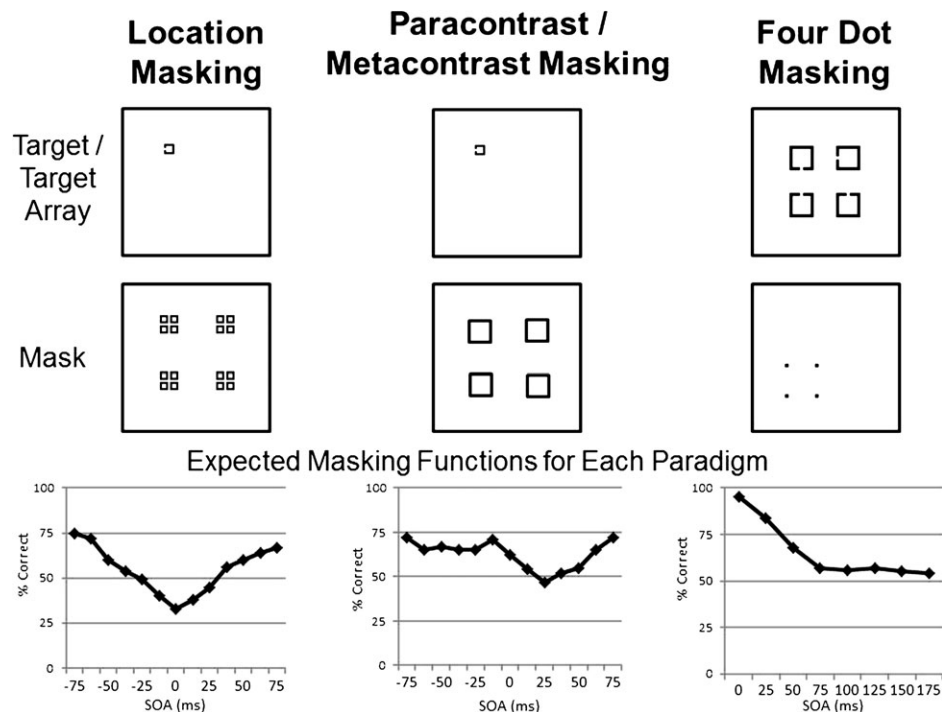 Location
Masking
Paracontrast /
Metacontrast Masking
Four Dot
Masking
Target /
Target
Array
Mask
Expected Masking Functions for Each Paradigm
100
75
50
25
0
% Correct
-75 -50 -25 0 25 50 75
SOA (ms)
100
75
50
25
0
% Correct
-75 -50 -25 0 25 50 75
SOA (ms)
100
75
50
25
0
% Correct
0 25 50 75 100 125 150 175
SOA (ms)